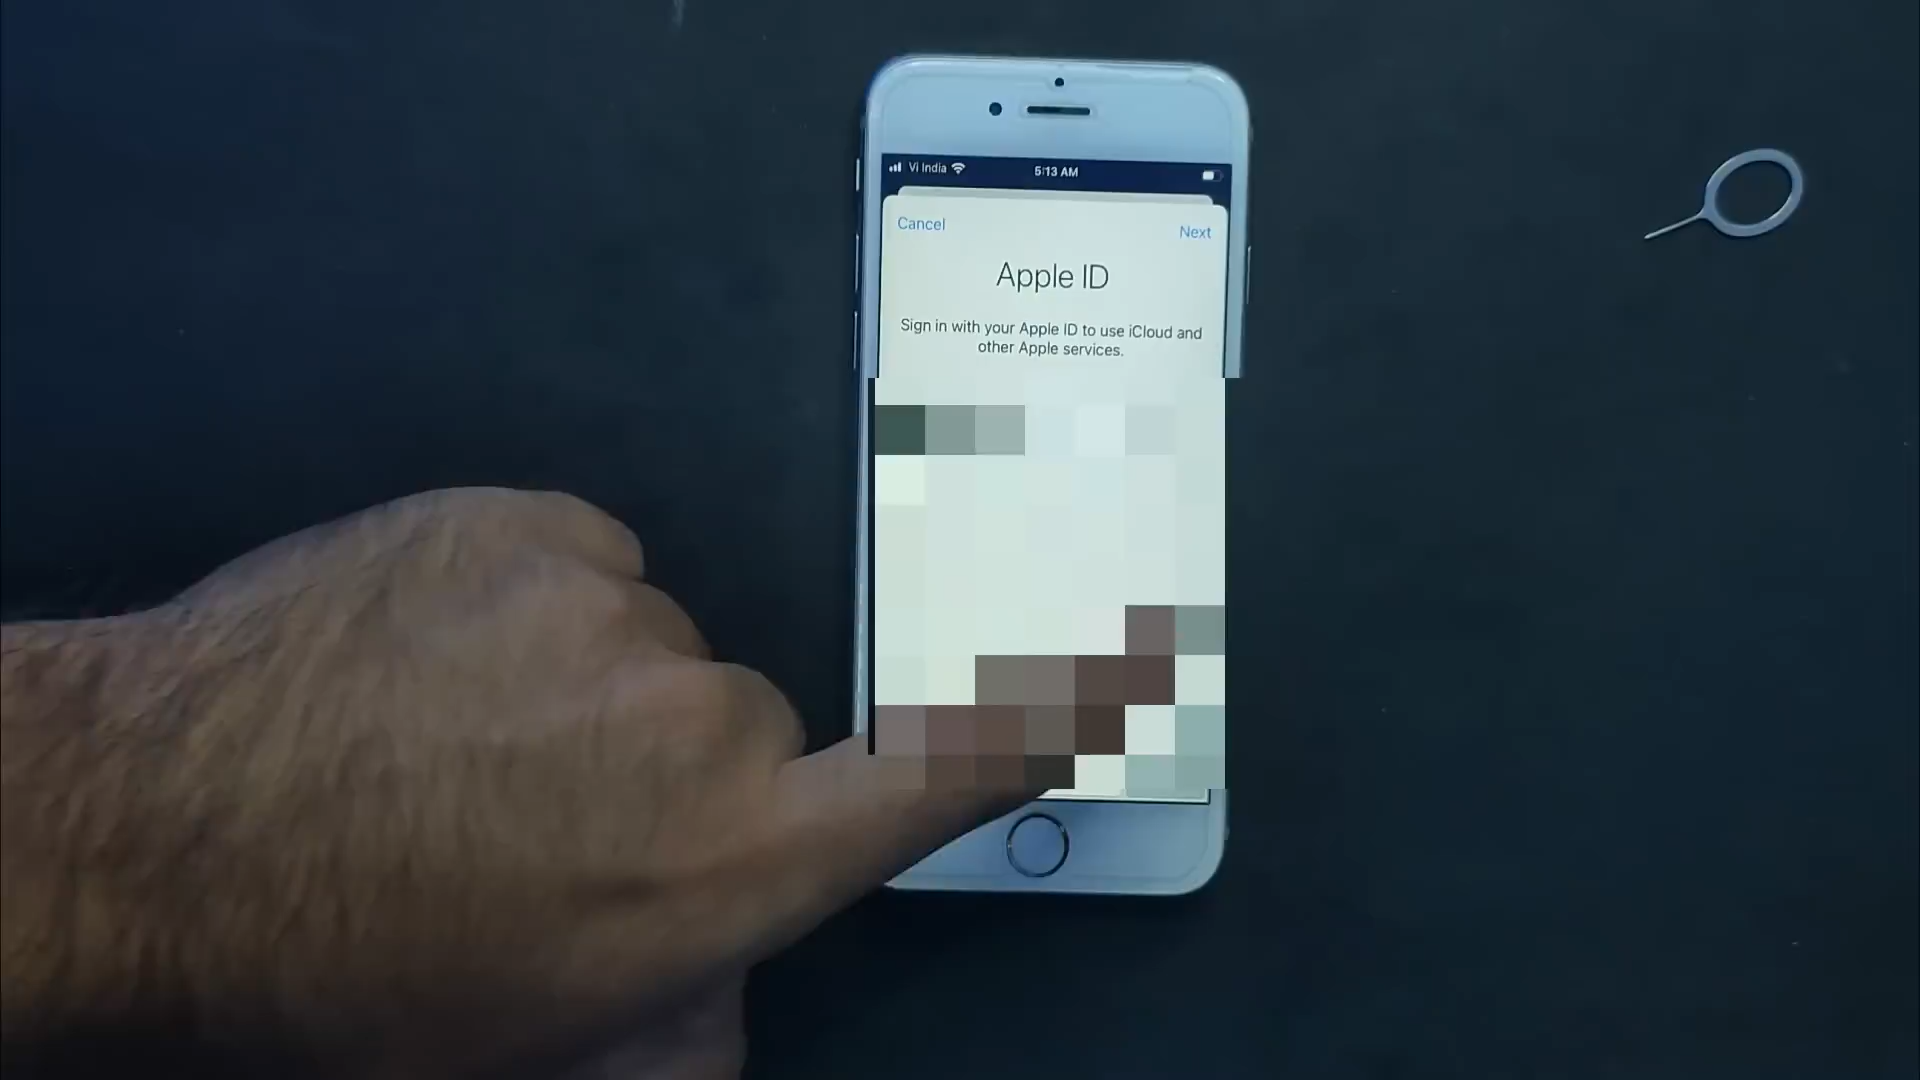 Vi India 5:13 AM
Cancel Next
Apple ID
Sign in with your Apple ID to use iCloud and
other Apple services.